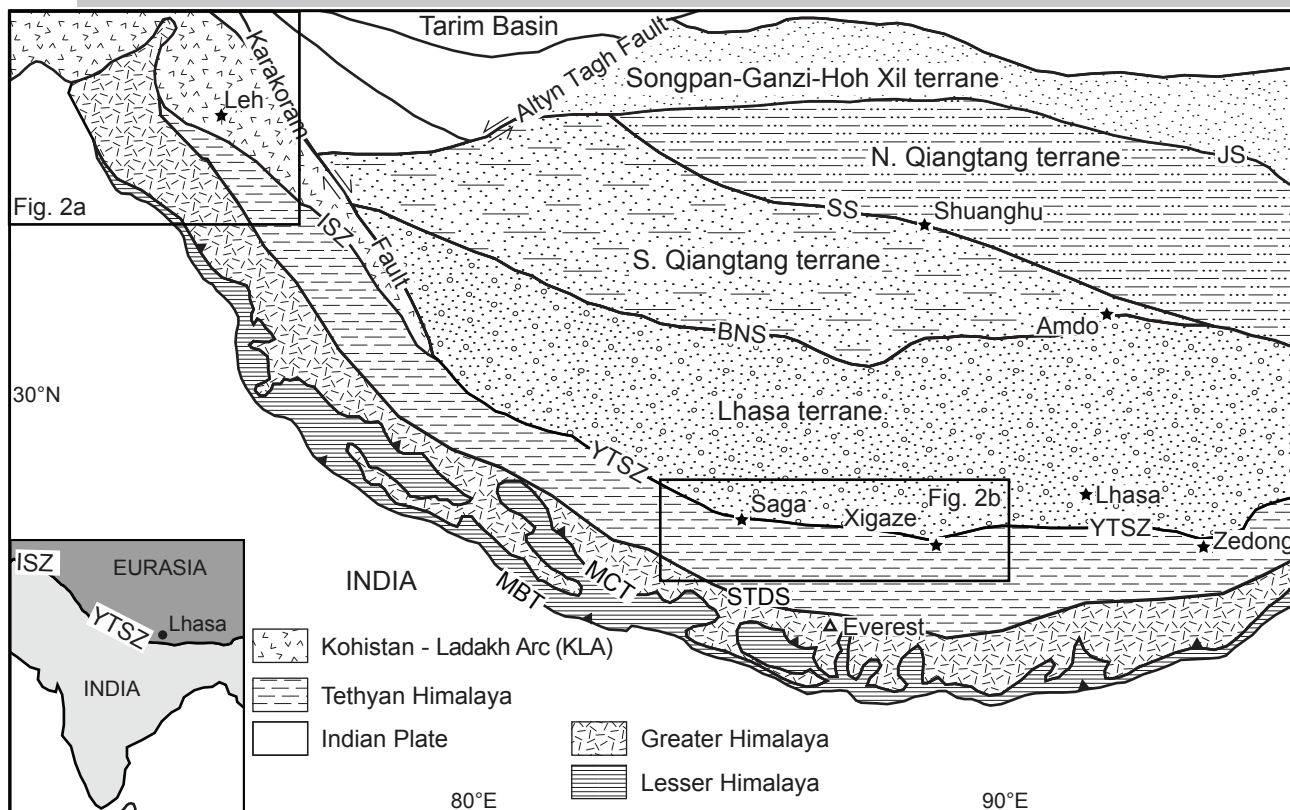 Tarim Basin
Altyn Tagh Fault
Songpan-Ganzi-Hoh Xil terrane
Karakoram
Fault
Leh
N. Qiangtang terrane
JS
Fig. 2a
ISZ
SS
Shuanghu
S. Qiangtang terrane
BNS
Amdo
30°N
Lhasa terrane
YTSZ
Saga
Xigaze
Fig. 2b
Lhasa
YTSZ
Zedong
ISZ
EURASIA
YTSZ
Lhasa
INDIA
INDIA
MBT
MCT
STDS
Everest
Kohistan - Ladakh Arc (KLA)
Tethyan Himalaya
Indian Plate
Greater Himalaya
Lesser Himalaya
80°E
90°E